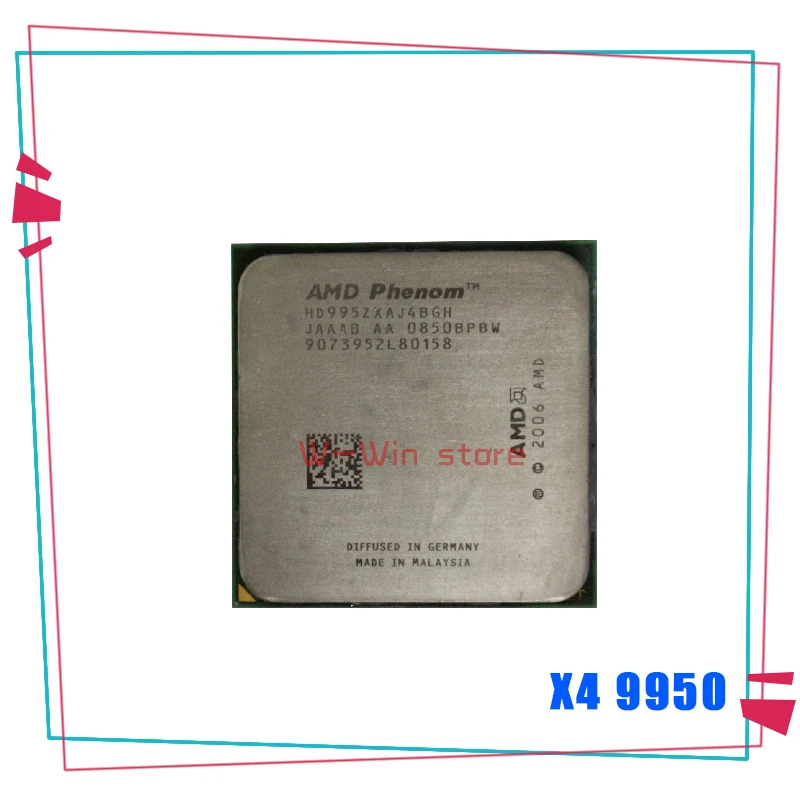 AMD Phenom™
HD995ZXAJ4BGH
JAAAB AA 0850BPBW
9073952L80158
AMD
© 2006 AMD
W-Win store
DIFFUSED IN GERMANY
MADE IN MALAYSIA
X4 9950